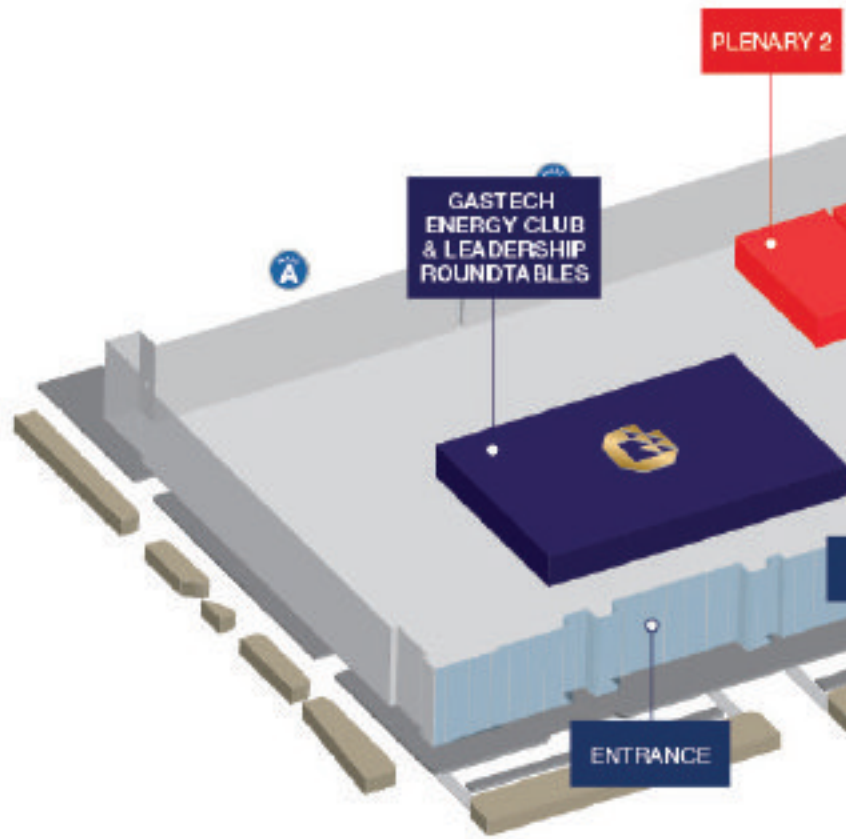 PLENARY 2
GASTECH
ENERGY CLUB
& LEADERSHIP
ROUNDTABLES
A
ENTRANCE